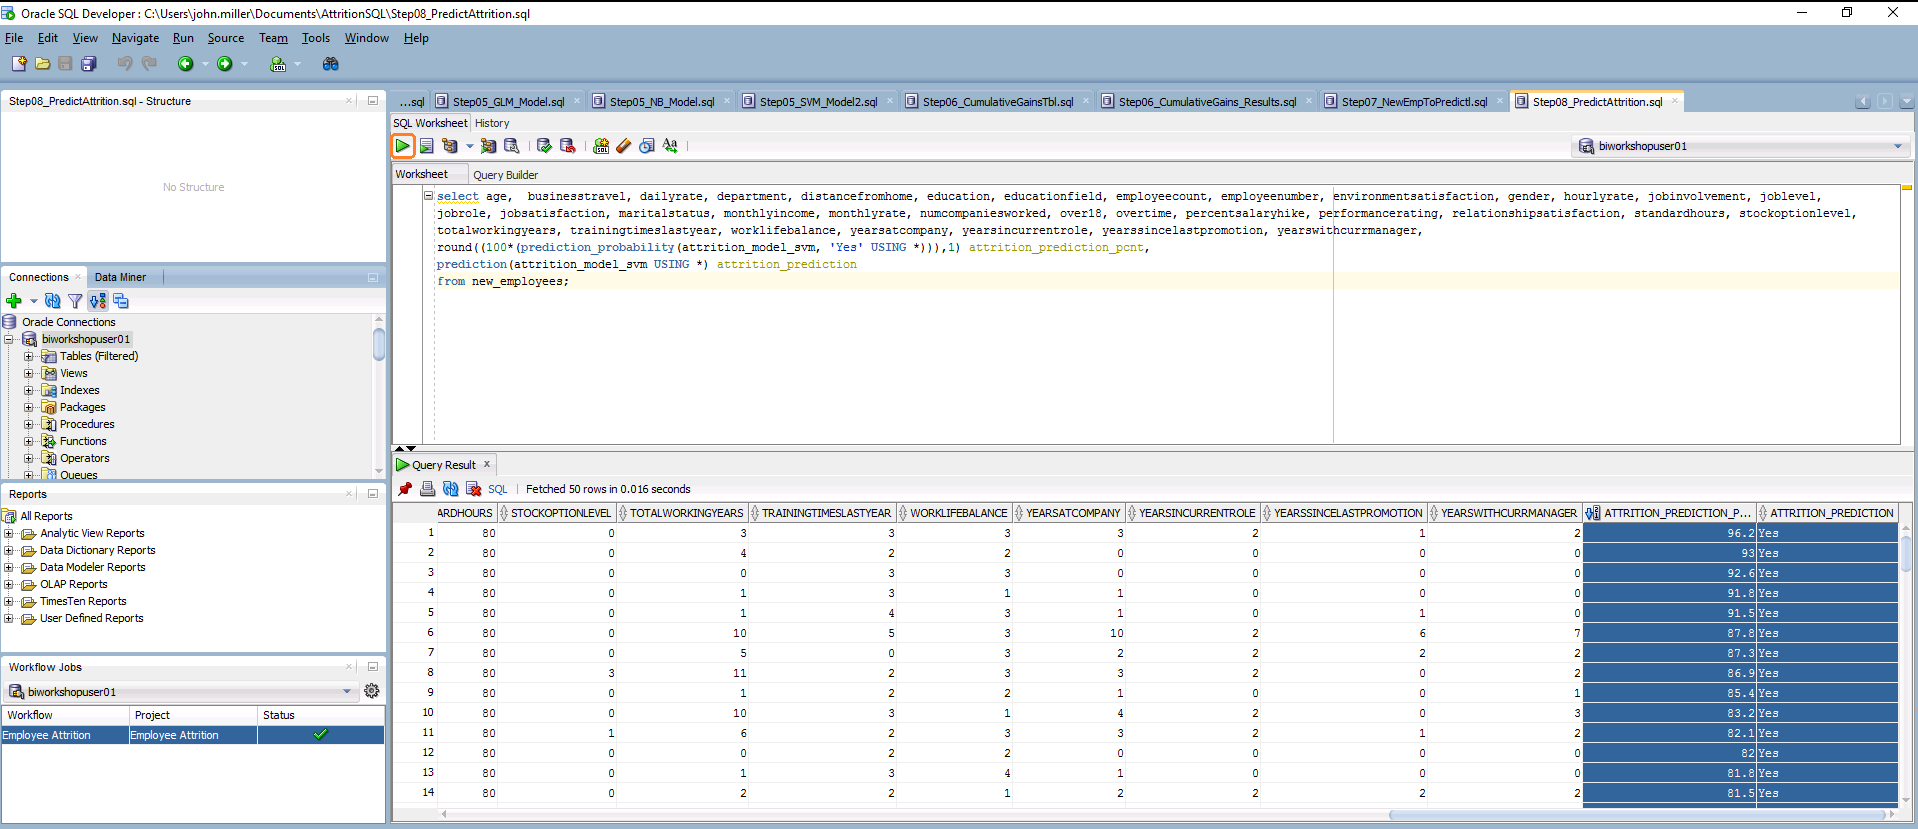 Oracle SQL Developer : C:\Users\john.miller\Documents\AttritionSQL\Step08_PredictAttrition.sql
File Edit View Navigate Run Source Team Tools Window Help
Step08_PredictAttrition.sql - Structure
No Structure
Connections Data Miner
Oracle Connections
biworkshopuser01
Tables (Filtered)
Views
Indexes
Packages
Procedures
Functions
Operators
Queues
Reports
All Reports
Analytic View Reports
Data Dictionary Reports
Data Modeler Reports
OLAP Reports
TimesTen Reports
User Defined Reports
Workflow Jobs
biworkshopuser01
Workflow Project Status
Employee Attrition Employee Attrition
...sql Step05_GLM_Model.sql Step05_NB_Model.sql Step05_SVM_Model2.sql Step06_CumulativeGainsTbl.sql Step06_CumulativeGains_Results.sql Step07_NewEmpToPredictl.sql Step08_PredictAttrition.sql
SQL Worksheet History
biworkshopuser01
Worksheet Query Builder
select age, businesstravel, dailyrate, department, distancefromhome, education, educationfield, employeecount, employeenumber, environmentsatisfaction, gender, hourlyrate, jobinvolvement, joblevel,
jobrole, jobsatisfaction, maritalstatus, monthlyincome, monthlyrate, numcompaniesworked, over18, overtime, percentsalaryhike, performancerating, relationshipsatisfaction, standardhours, stockoptionlevel,
totalworkingyears, trainingtimeslastyear, worklifebalance, yearsatcompany, yearsincurrentrole, yearssincelastpromotion, yearswithcurrmanager,
round((100*(prediction_probability(attrition_model_svm, 'Yes' USING *))),1) attrition_prediction_pcnt,
prediction(attrition_model_svm USING *) attrition_prediction
from new_employees;
Query Result x
SQL | Fetched 50 rows in 0.016 seconds
ARDHOURS STOCKOPTIONLEVEL TOTALWORKINGYEARS TRAININGTIMESLASTYEAR WORKLIFEBALANCE YEARSATCOMPANY YEARSINCURRENTROLE YEARSSINCELASTPROMOTION YEARSWITHCURRMANAGER ATTRITION_PREDICTION_P... ATTRITION_PREDICTION
1 80 0 3 3 3 3 2 1 2 96.2 Yes
2 80 0 4 2 2 0 0 0 0 93 Yes
3 80 0 0 3 3 0 0 0 0 92.6 Yes
4 80 0 1 3 1 1 0 0 0 91.8 Yes
5 80 0 1 4 3 1 0 1 0 91.5 Yes
6 80 0 10 5 3 10 2 6 7 87.8 Yes
7 80 0 5 0 3 2 2 2 2 87.3 Yes
8 80 3 11 2 3 3 2 0 2 86.9 Yes
9 80 0 1 2 2 1 0 0 1 85.4 Yes
10 80 0 10 3 1 4 2 0 3 83.2 Yes
11 80 1 6 2 3 3 2 1 2 82.1 Yes
12 80 0 0 2 2 0 0 0 0 82 Yes
13 80 0 1 3 4 1 0 0 0 81.8 Yes
14 80 0 2 2 1 2 2 2 2 81.5 Yes